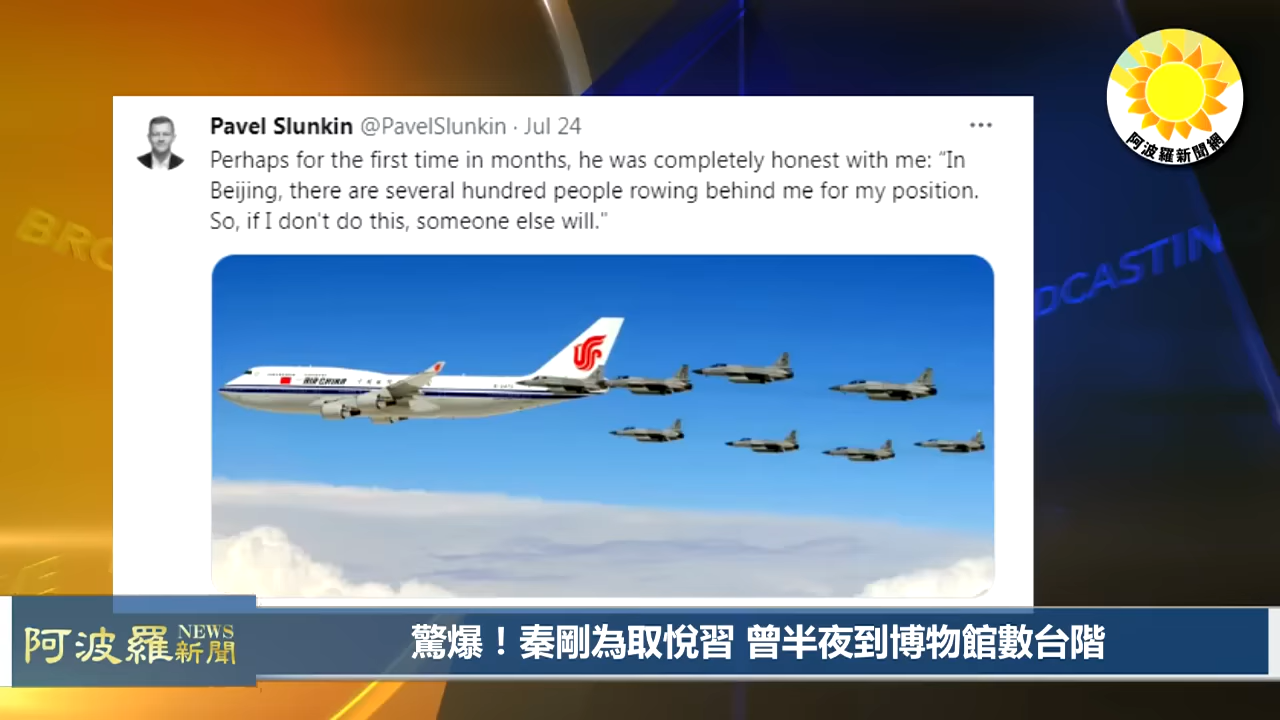 Pavel Slunkin @PavelSlunkin · Jul 24
Perhaps for the first time in months, he was completely honest with me: “In
Beijing, there are several hundred people rowing behind me for my position.
So, if I don't do this, someone else will."
阿波羅新聞網
BRO
DCASTIN
AIR CHINA
阿波羅 NEWS
新聞
驚爆！秦剛為取悅習 曾半夜到博物館數台階